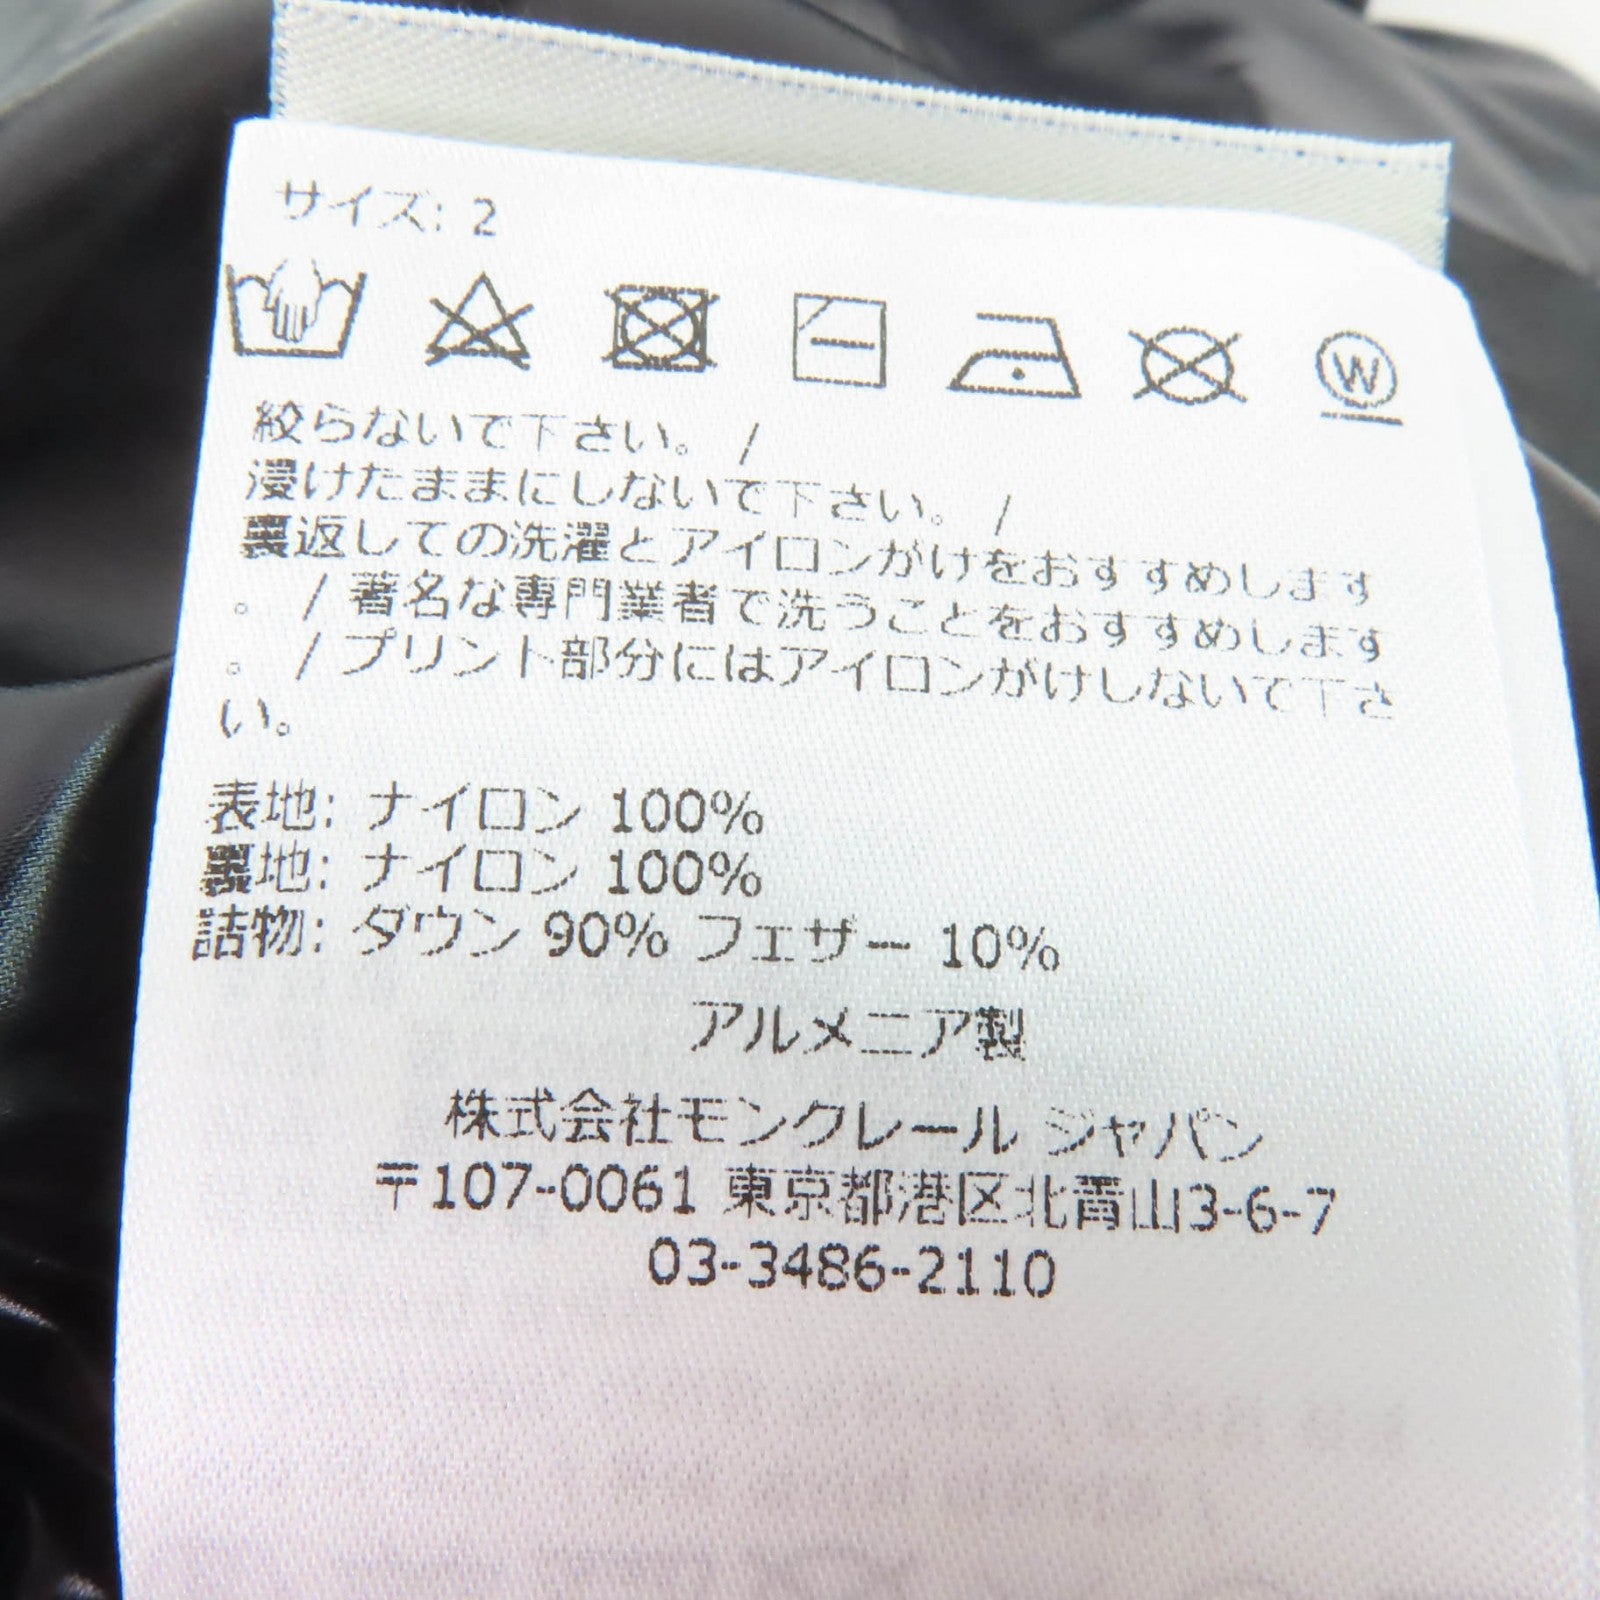 サイズ: 2
W
絞らないで下さい。 /
浸けたままにしないで下さい。 /
裏返しての洗濯とアイロンがけをおすすめします
。 / 著名な専門業者で洗うことをおすすめします
。 / プリント部分にはアイロンがけしないで下さ
い。
表地: ナイロン 100%
裏地: ナイロン 100%
詰物: ダウン 90% フェザー 10%
アルメニア製
株式会社モンクレール ジャパン
〒107-0061 東京都港区北青山3-6-7
03-3486-2110